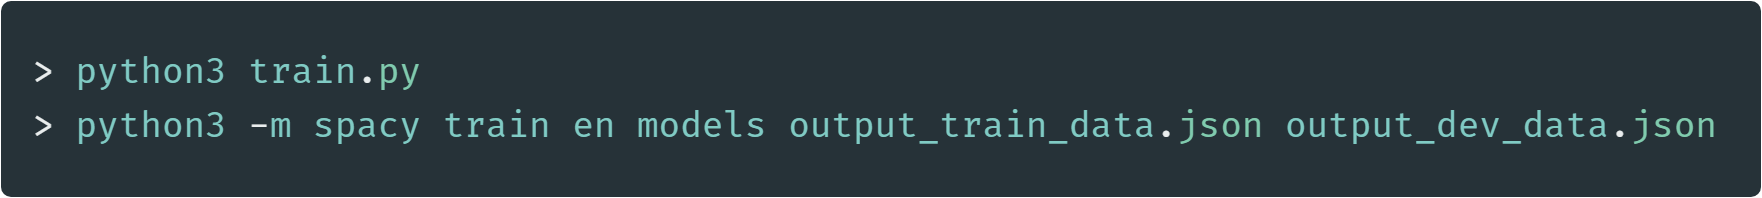 > python3 train.py
> python3 -m spacy train en models output_train_data.json output_dev_data.json